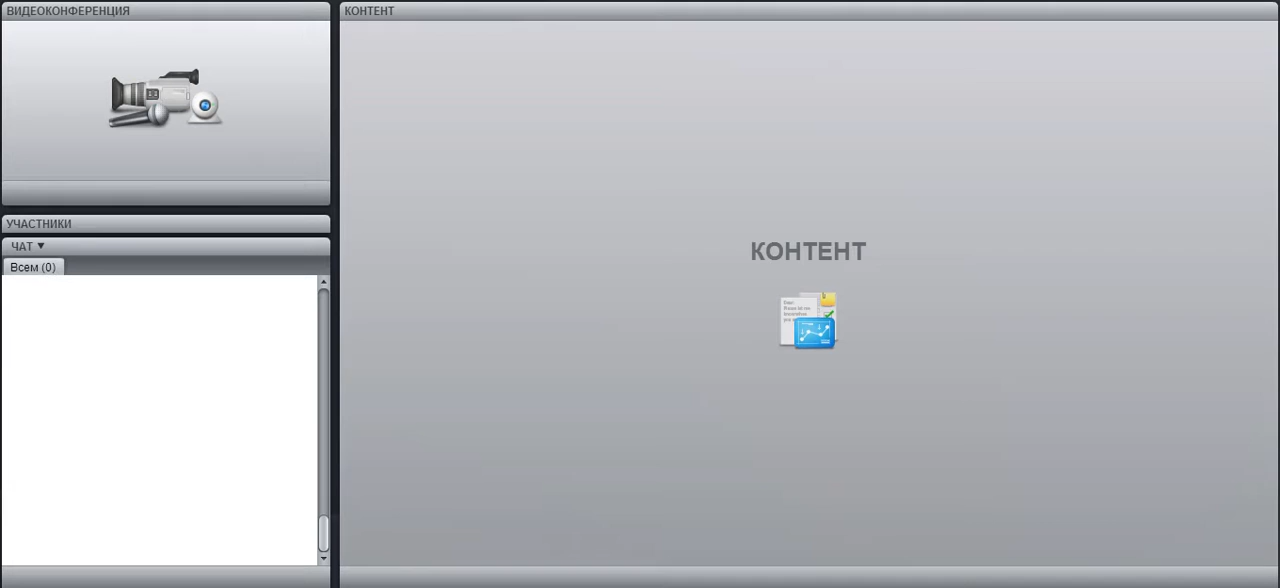 ВИДЕОКОНФЕРЕНЦИЯ
КОНТЕНТ
УЧАСТНИКИ
ЧАТ ▼
Всем (0)
КОНТЕНТ